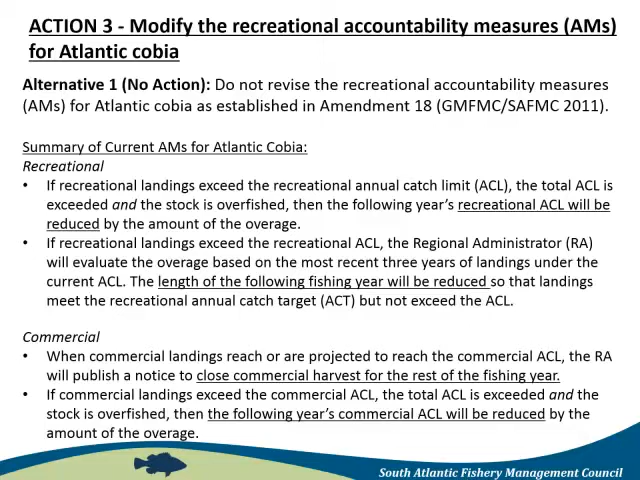 ACTION 3 - Modify the recreational accountability measures (AMs)
for Atlantic cobia
Alternative 1 (No Action): Do not revise the recreational accountability measures
(AMs) for Atlantic cobia as established in Amendment 18 (GMFMC/SAFMC 2011).
Summary of Current AMs for Atlantic Cobia:
Recreational
• If recreational landings exceed the recreational annual catch limit (ACL), the total ACL is
exceeded and the stock is overfished, then the following year's recreational ACL will be
reduced by the amount of the overage.
• If recreational landings exceed the recreational ACL, the Regional Administrator (RA)
will evaluate the overage based on the most recent three years of landings under the
current ACL. The length of the following fishing year will be reduced so that landings
meet the recreational annual catch target (ACT) but not exceed the ACL.
Commercial
• When commercial landings reach or are projected to reach the commercial ACL, the RA
will publish a notice to close commercial harvest for the rest of the fishing year.
• If commercial landings exceed the commercial ACL, the total ACL is exceeded and the
stock is overfished, then the following year's commercial ACL will be reduced by the
amount of the overage.
South Atlantic Fishery Management Council